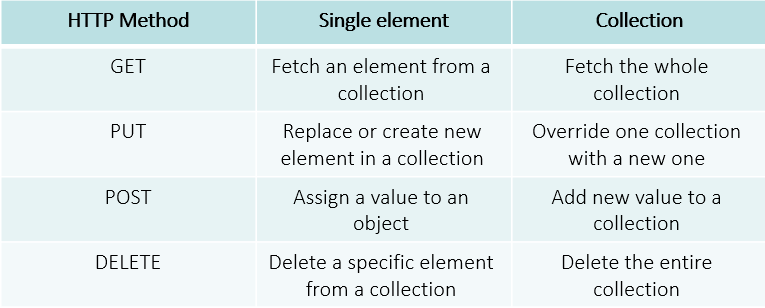 HTTP Method Single element Collection
GET Fetch an element from a collection Fetch the whole collection
PUT Replace or create new element in a collection Override one collection with a new one
POST Assign a value to an object Add new value to a collection
DELETE Delete a specific element from a collection Delete the entire collection